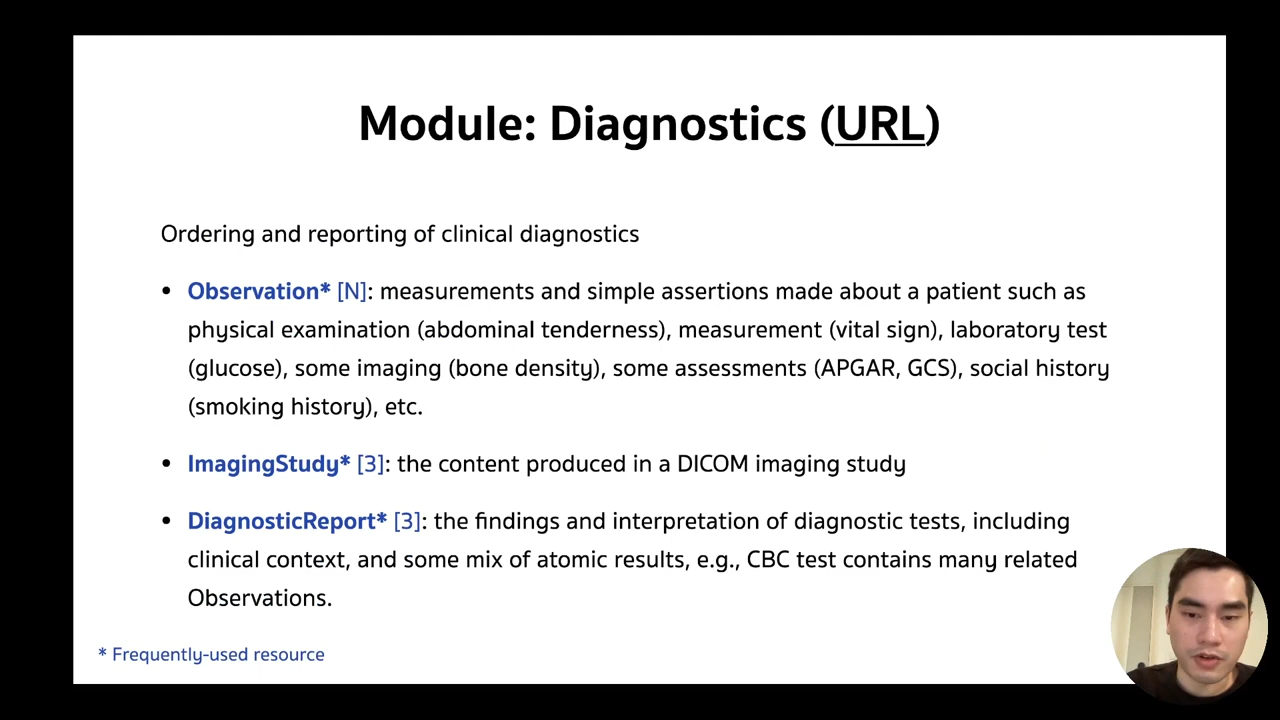 Module: Diagnostics (URL)
Ordering and reporting of clinical diagnostics
• Observation* [N]: measurements and simple assertions made about a patient such as
physical examination (abdominal tenderness), measurement (vital sign), laboratory test
(glucose), some imaging (bone density), some assessments (APGAR, GCS), social history
(smoking history), etc.
• ImagingStudy* [3]: the content produced in a DICOM imaging study
• DiagnosticReport* [3]: the findings and interpretation of diagnostic tests, including
clinical context, and some mix of atomic results, e.g., CBC test contains many related
Observations.
* Frequently-used resource